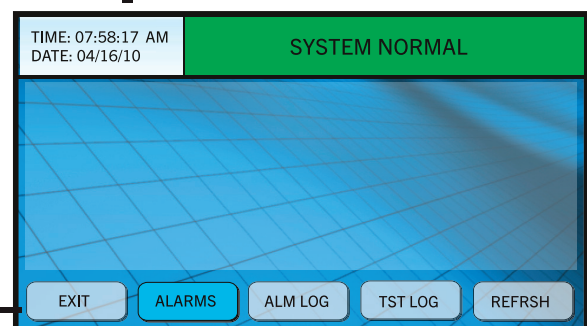 TIME: 07:58:17 AM
DATE: 04/16/10
SYSTEM NORMAL
EXIT
ALARMS
ALM LOG
TST LOG
REFRSH